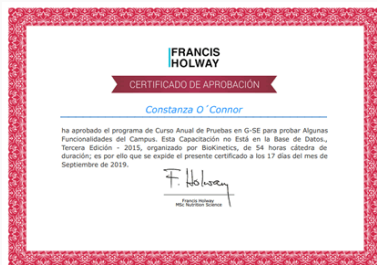 FRANCIS
HOLWAY
CERTIFICADO DE APROBACIÓN
Constanza O´Connor
ha aprobado el programa de Curso Anual de Pruebas en G-SE para probar Algunas
Funcionalidades del Campus. Esta Capacitación no Está en la Base de Datos.,
Tercera Edición - 2015, organizado por BioKinetics, de 54 horas cátedra de
duración; es por ello que se expide el presente certificado a los 17 días del mes de
Septiembre de 2019.
F. Holway
Francis Holway
MSc Nutrition Science